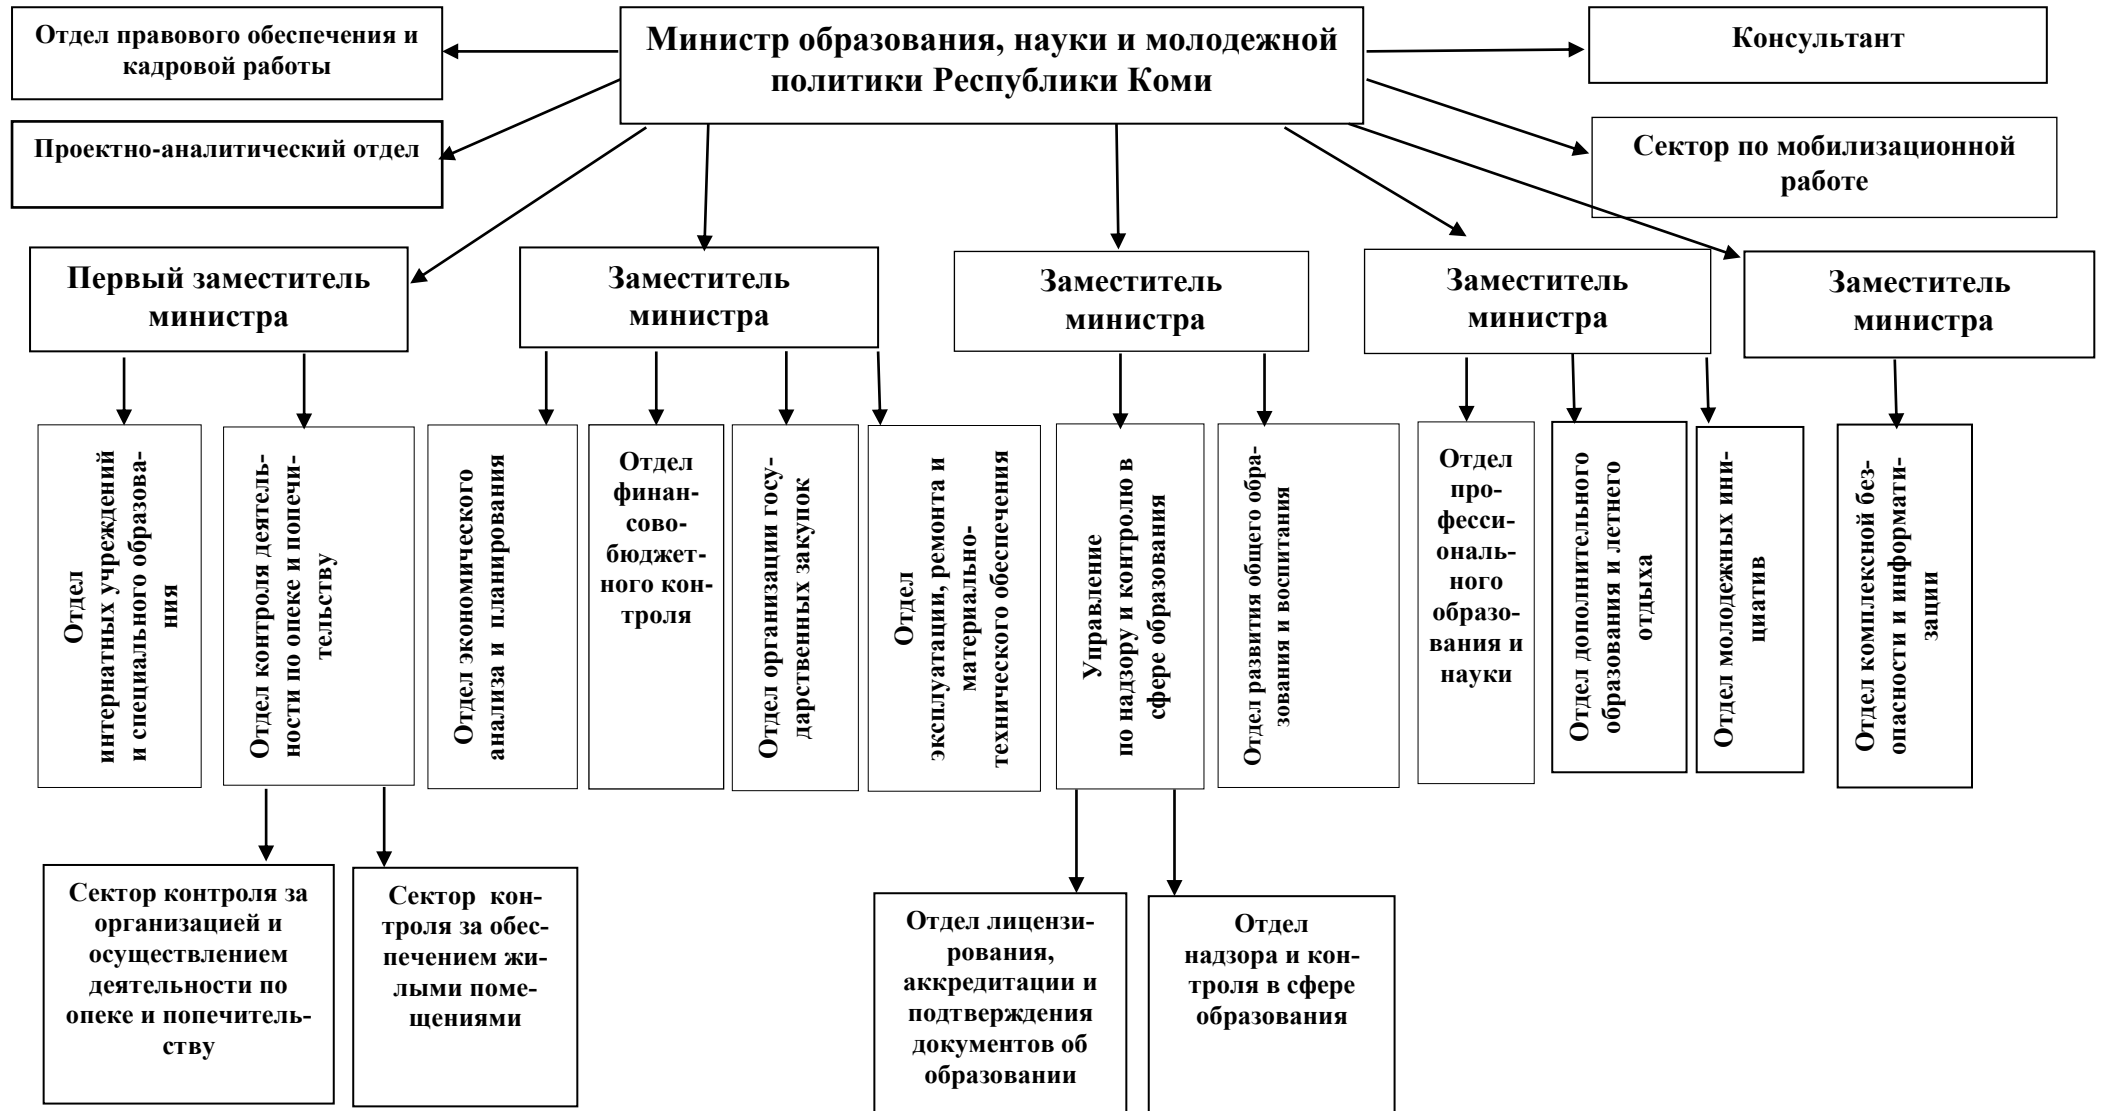 Отдел правового обеспечения и
кадровой работы
Министр образования, науки и молодежной
политики Республики Коми
Консультант
Проектно-аналитический отдел
Сектор по мобилизационной
работе
Первый заместитель
министра
Заместитель
министра
Заместитель
министра
Заместитель
министра
Заместитель
министра
Отдел
интернатных учреждений
и специального образова-
ния
Отдел контроля деятель-
ности по опеке и попечи-
тельству
Отдел экономического
анализа и планирования
Отдел
финан-
сово-
бюджет-
ного кон-
троля
Отдел организации госу-
дарственных закупок
Отдел
эксплуатации, ремонта и
материально-
технического обеспечения
Управление
по надзору и контролю в
сфере образования
Отдел развития общего обра-
зования и воспитания
Отдел
про-
фесси-
ональ-
ного
образо-
вания и
науки
Отдел дополнительного
образования и летнего
отдыха
Отдел молодежных ини-
циатив
Отдел комплексной без-
опасности и информати-
зации
Сектор контроля за
организацией и
осуществлением
деятельности по
опеке и попечитель-
ству
Сектор кон-
троля за обес-
печением жи-
лыми поме-
щениями
Отдел лицензи-
рования,
аккредитации и
подтверждения
документов об
образовании
Отдел
надзора и кон-
троля в сфере
образования